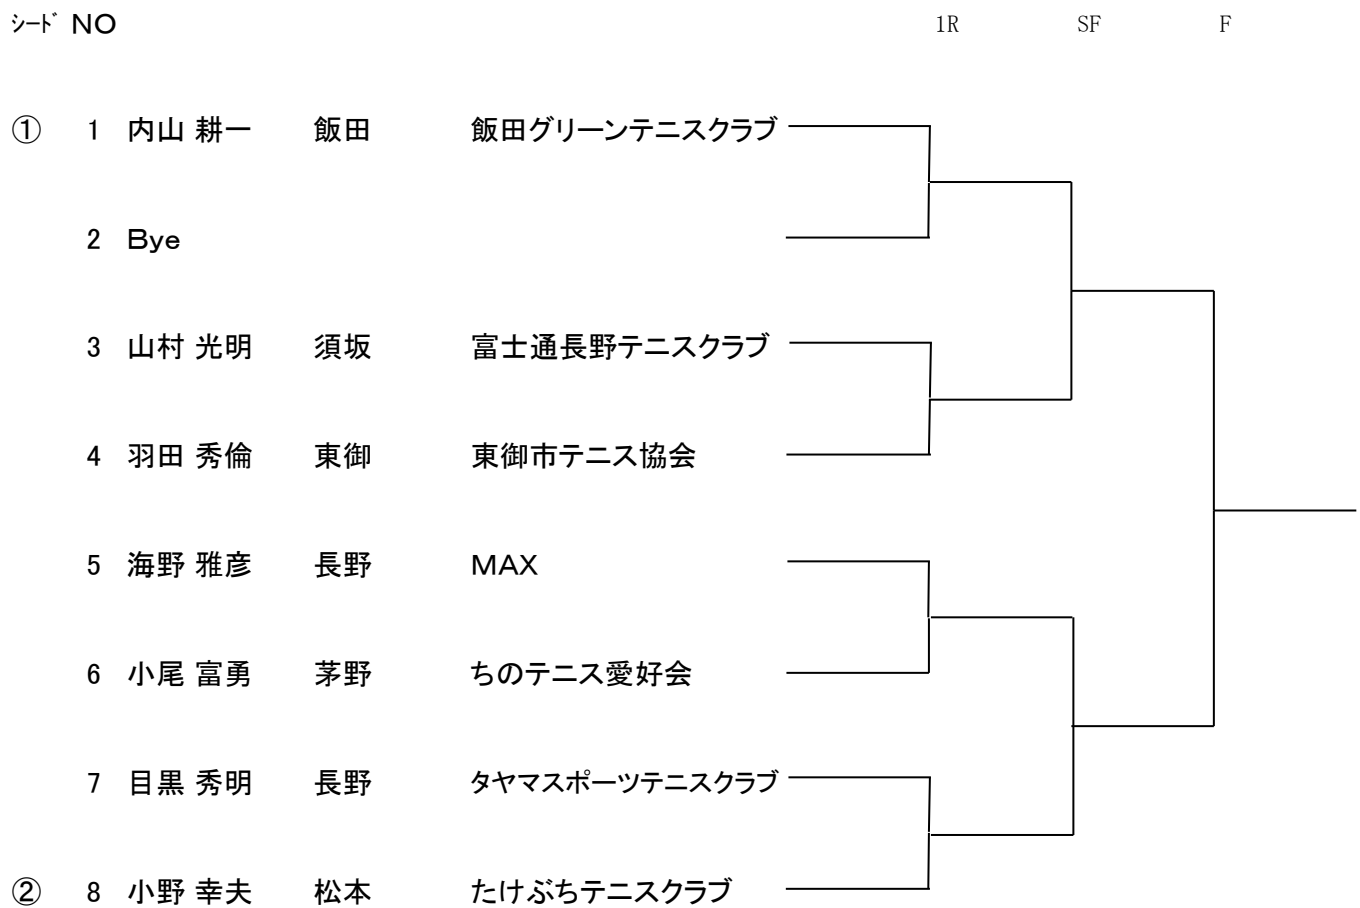 ｼｰﾄﾞ NO 1R SF F
① 1 内山 耕一 飯田 飯田グリーンテニスクラブ
2 Bye
3 山村 光明 須坂 富士通長野テニスクラブ
4 羽田 秀倫 東御 東御市テニス協会
5 海野 雅彦 長野 MAX
6 小尾 富勇 茅野 ちのテニス愛好会
7 目黒 秀明 長野 タヤマスポーツテニスクラブ
② 8 小野 幸夫 松本 たけぶちテニスクラブ